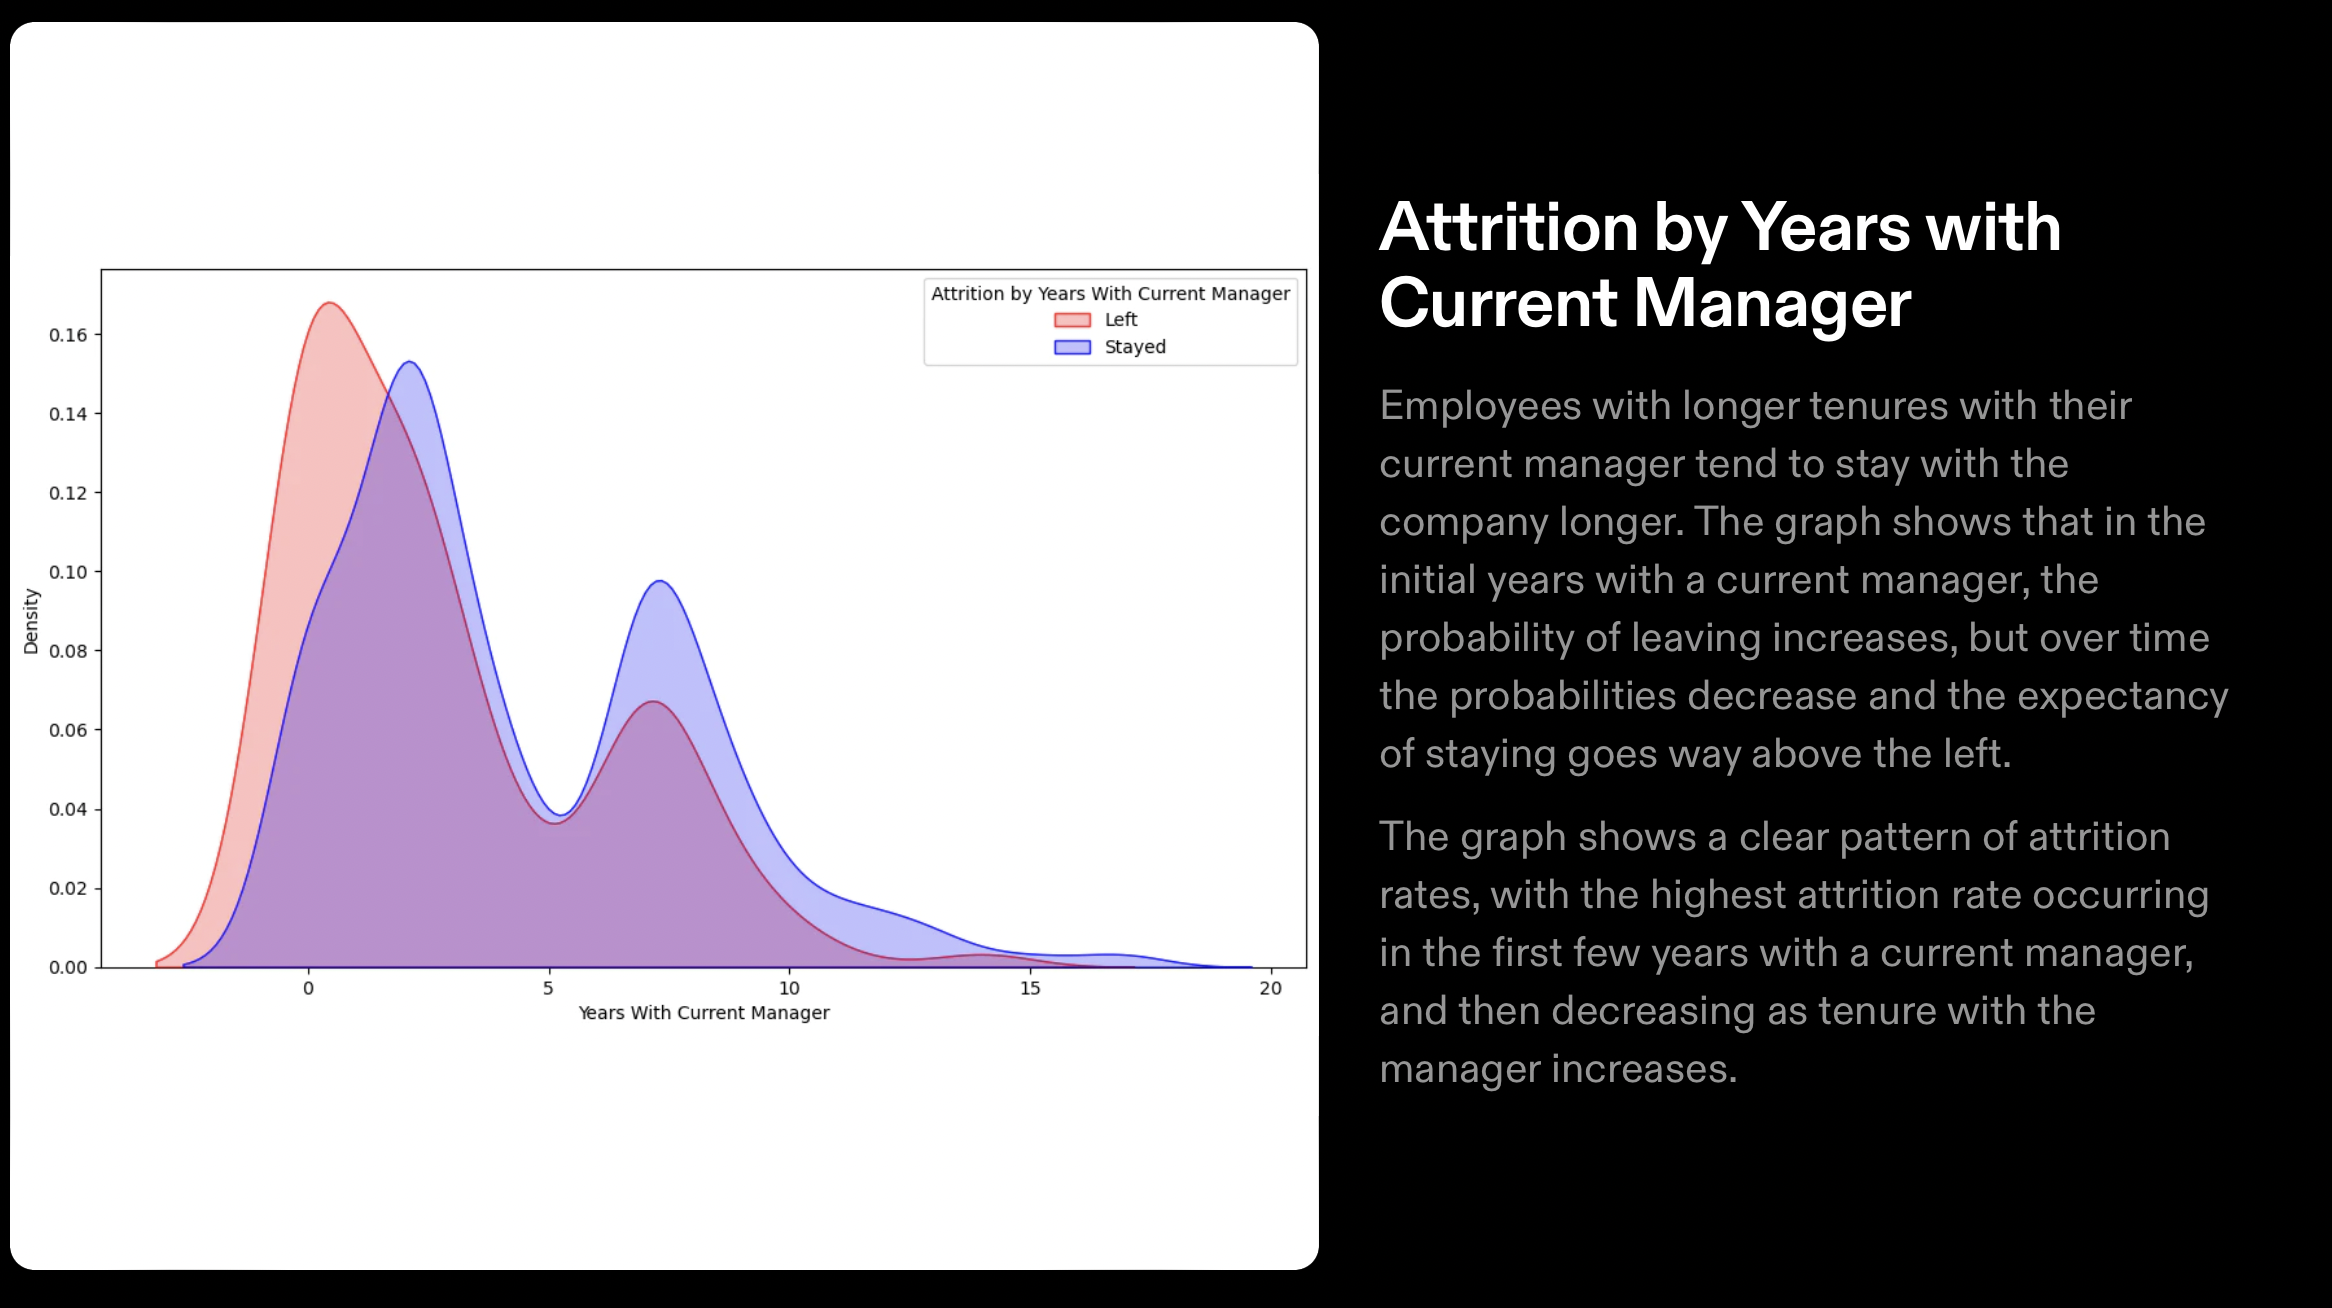 Attrition by Years With Current Manager
Left
Stayed
0.16
0.14
0.12
0.10
0.08
0.06
0.04
0.02
0.00
Density
0 5 10 15 20
Years With Current Manager
Attrition by Years with
Current Manager
Employees with longer tenures with their
current manager tend to stay with the
company longer. The graph shows that in the
initial years with a current manager, the
probability of leaving increases, but over time
the probabilities decrease and the expectancy
of staying goes way above the left.
The graph shows a clear pattern of attrition
rates, with the highest attrition rate occurring
in the first few years with a current manager,
and then decreasing as tenure with the
manager increases.